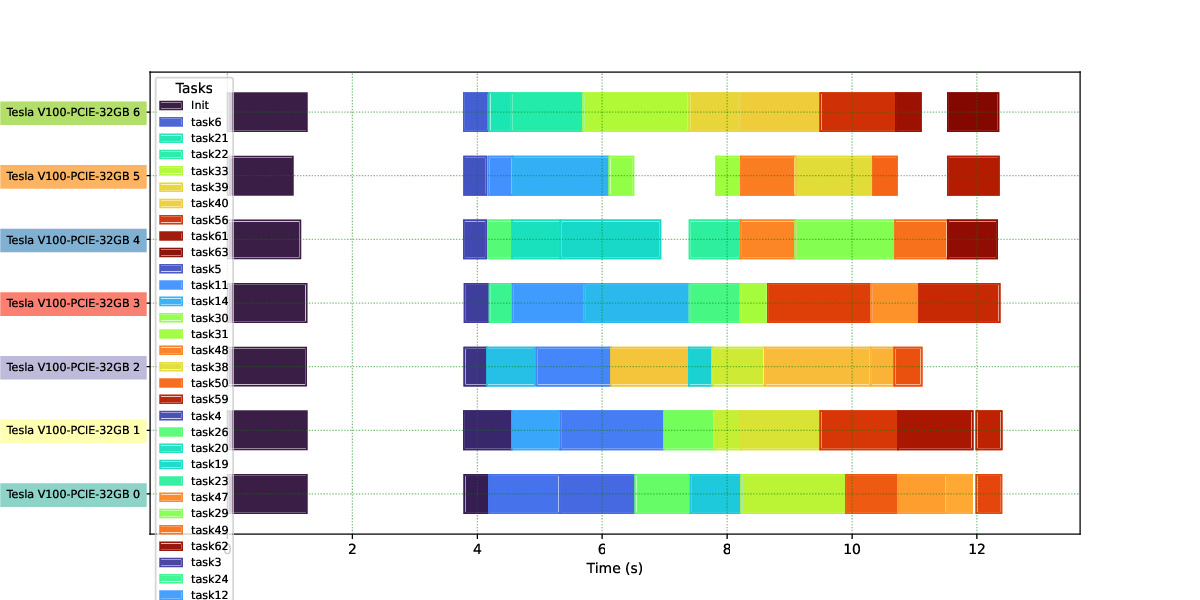 Tesla V100-PCIE-32GB 6
Tesla V100-PCIE-32GB 5
Tesla V100-PCIE-32GB 4
Tesla V100-PCIE-32GB 3
Tesla V100-PCIE-32GB 2
Tesla V100-PCIE-32GB 1
Tesla V100-PCIE-32GB 0
Tasks
Init
task6
task21
task22
task33
task39
task40
task56
task61
task63
task5
task11
task14
task30
task31
task48
task38
task50
task59
task4
task26
task20
task19
task23
task47
task29
task49
task62
task3
task24
task12
0 2 4 6 8 10 12
Time (s)